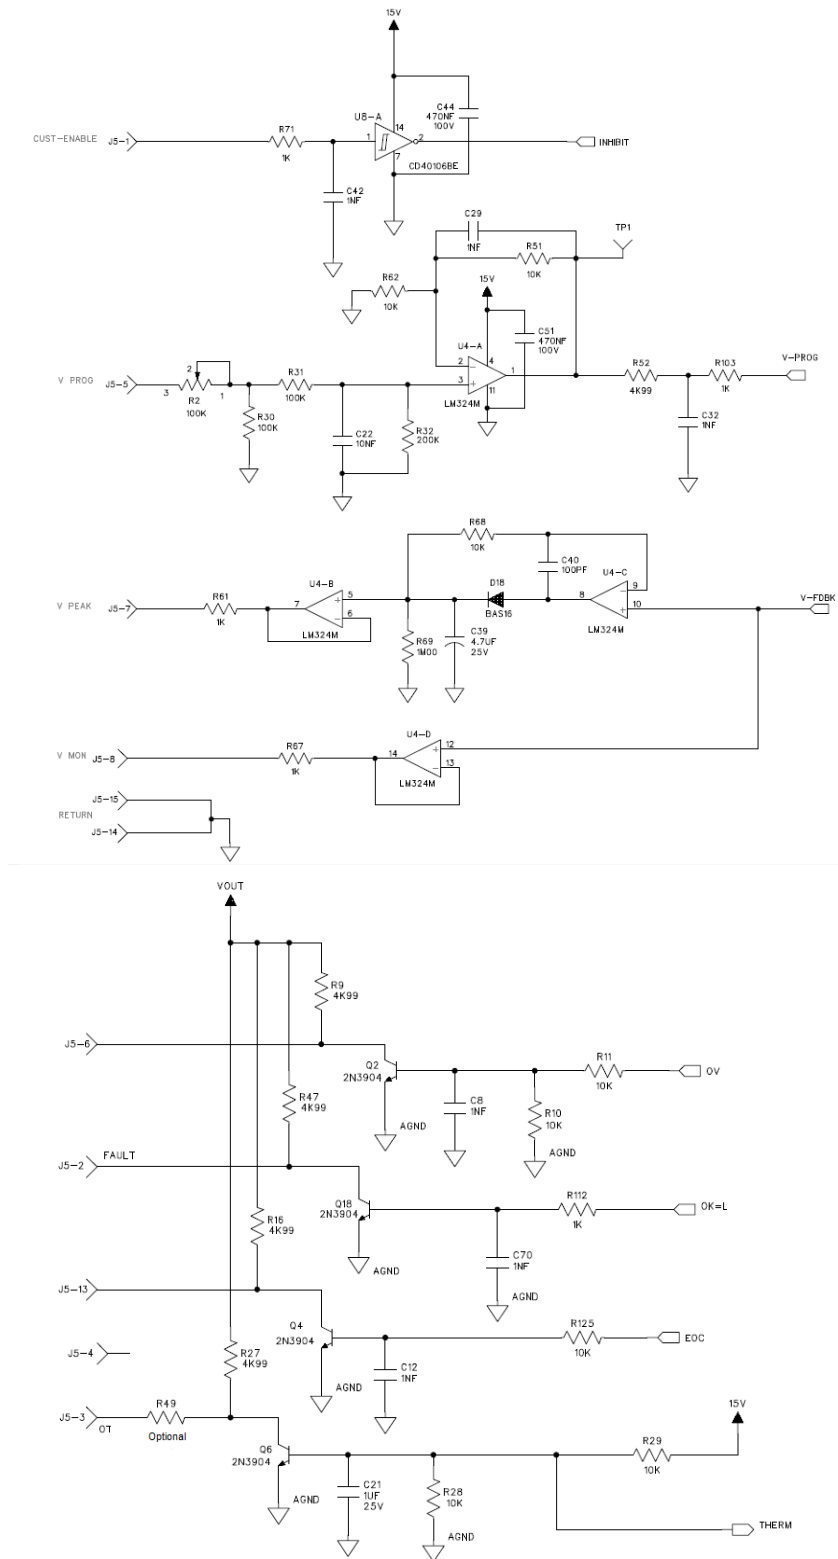 15V
C44
470NF
100V
U8-A
14
CUST-ENABLE J5-1
R71
1K
1
2
INHIBIT
7
CD40106BE
C42
1NF
C29
1NF
TP1
R51
10K
R62
10K
15V
C51
470NF
100V
U4-A
2
4
1
3
11
LM324M
V PROG J5-5
2
3
R2
100K
1
R31
100K
R30
100K
C22
10NF
R32
200K
R52
4K99
R103
1K
V-PROG
C32
1NF
R68
10K
C40
100PF
U4-C
9
10
8
LM324M
D18
BAS16
V-FDBK
U4-B
5
6
7
LM324M
V PEAK J5-7
R61
1K
R69
1M00
C39
4.7UF
25V
U4-D
12
13
14
LM324M
V MON J5-8
R67
1K
J5-15
RETURN
J5-14
VOUT
R9
4K99
J5-6
Q2
2N3904
R11
10K
OV
C8
1NF
R10
10K
AGND
AGND
R47
4K99
J5-2 FAULT
Q18
2N3904
R112
1K
OK=L
C70
1NF
AGND
AGND
R16
4K99
J5-13
Q4
2N3904
R125
10K
EOC
C12
1NF
AGND
J5-4
R27
4K99
J5-3 OT
R49
Optional
15V
Q6
2N3904
R29
10K
C21
1UF
25V
R28
10K
AGND
AGND
THERM